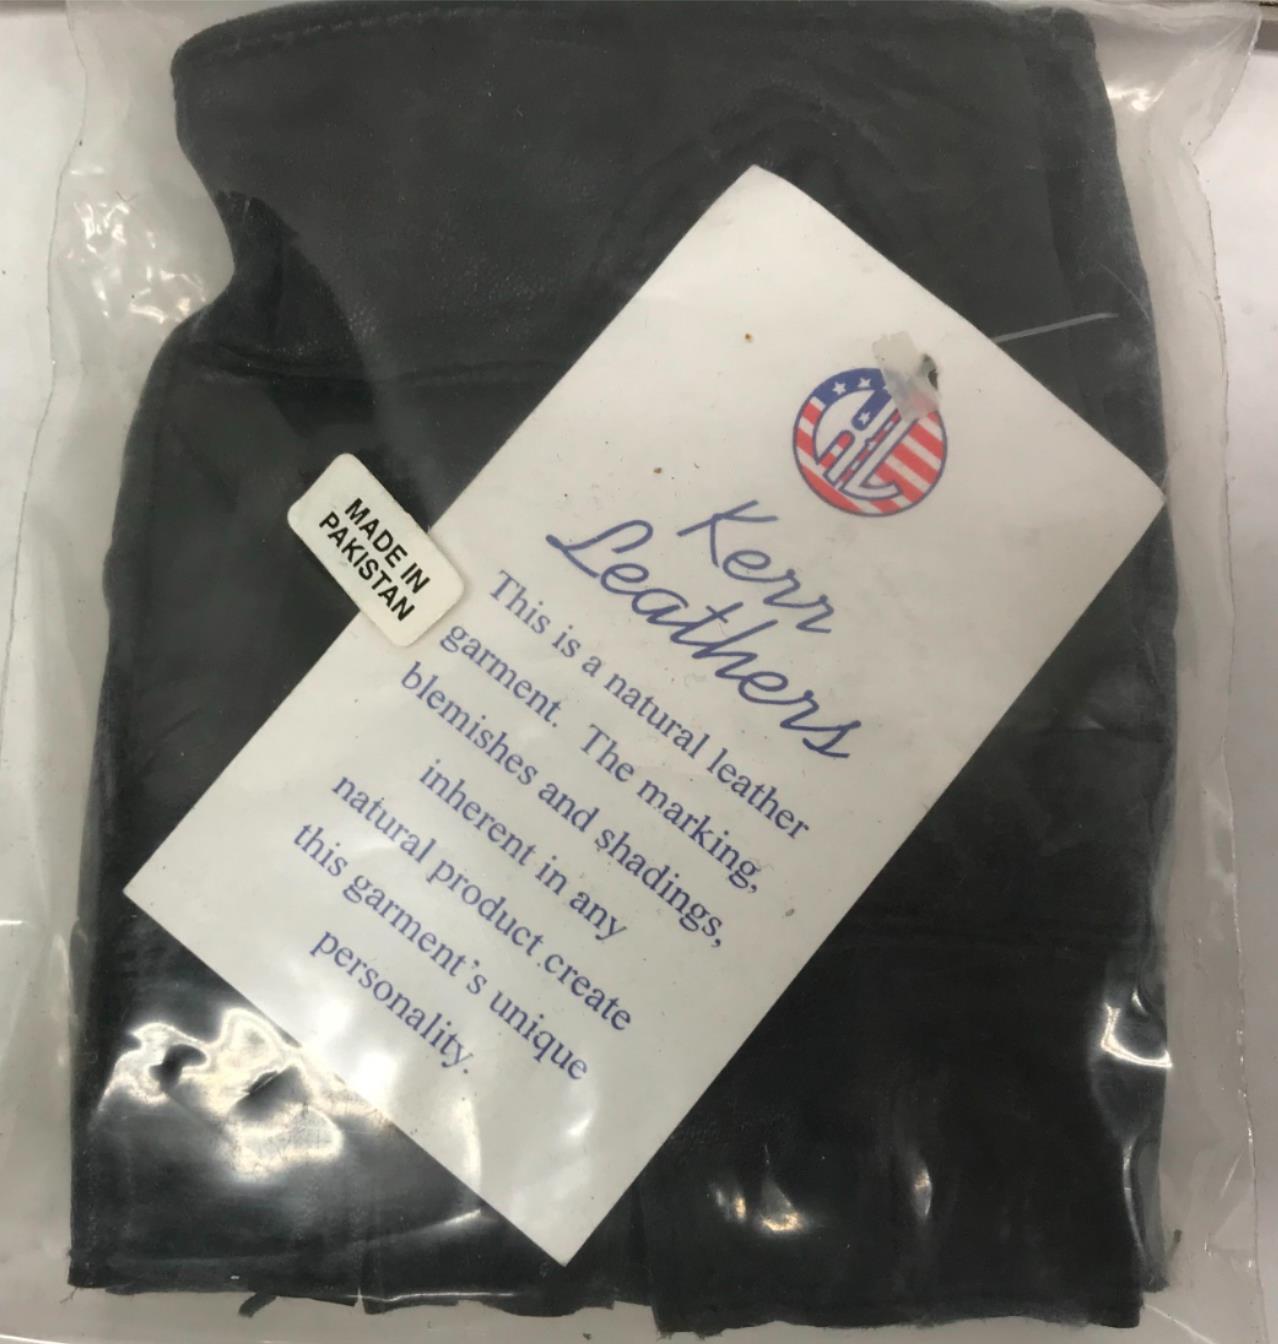 Kerr
Leathers
This is a natural leather
garment. The marking,
blemishes and shadings,
inherent in any
natural product create
this garment's unique
personality.
MADE IN
PAKISTAN